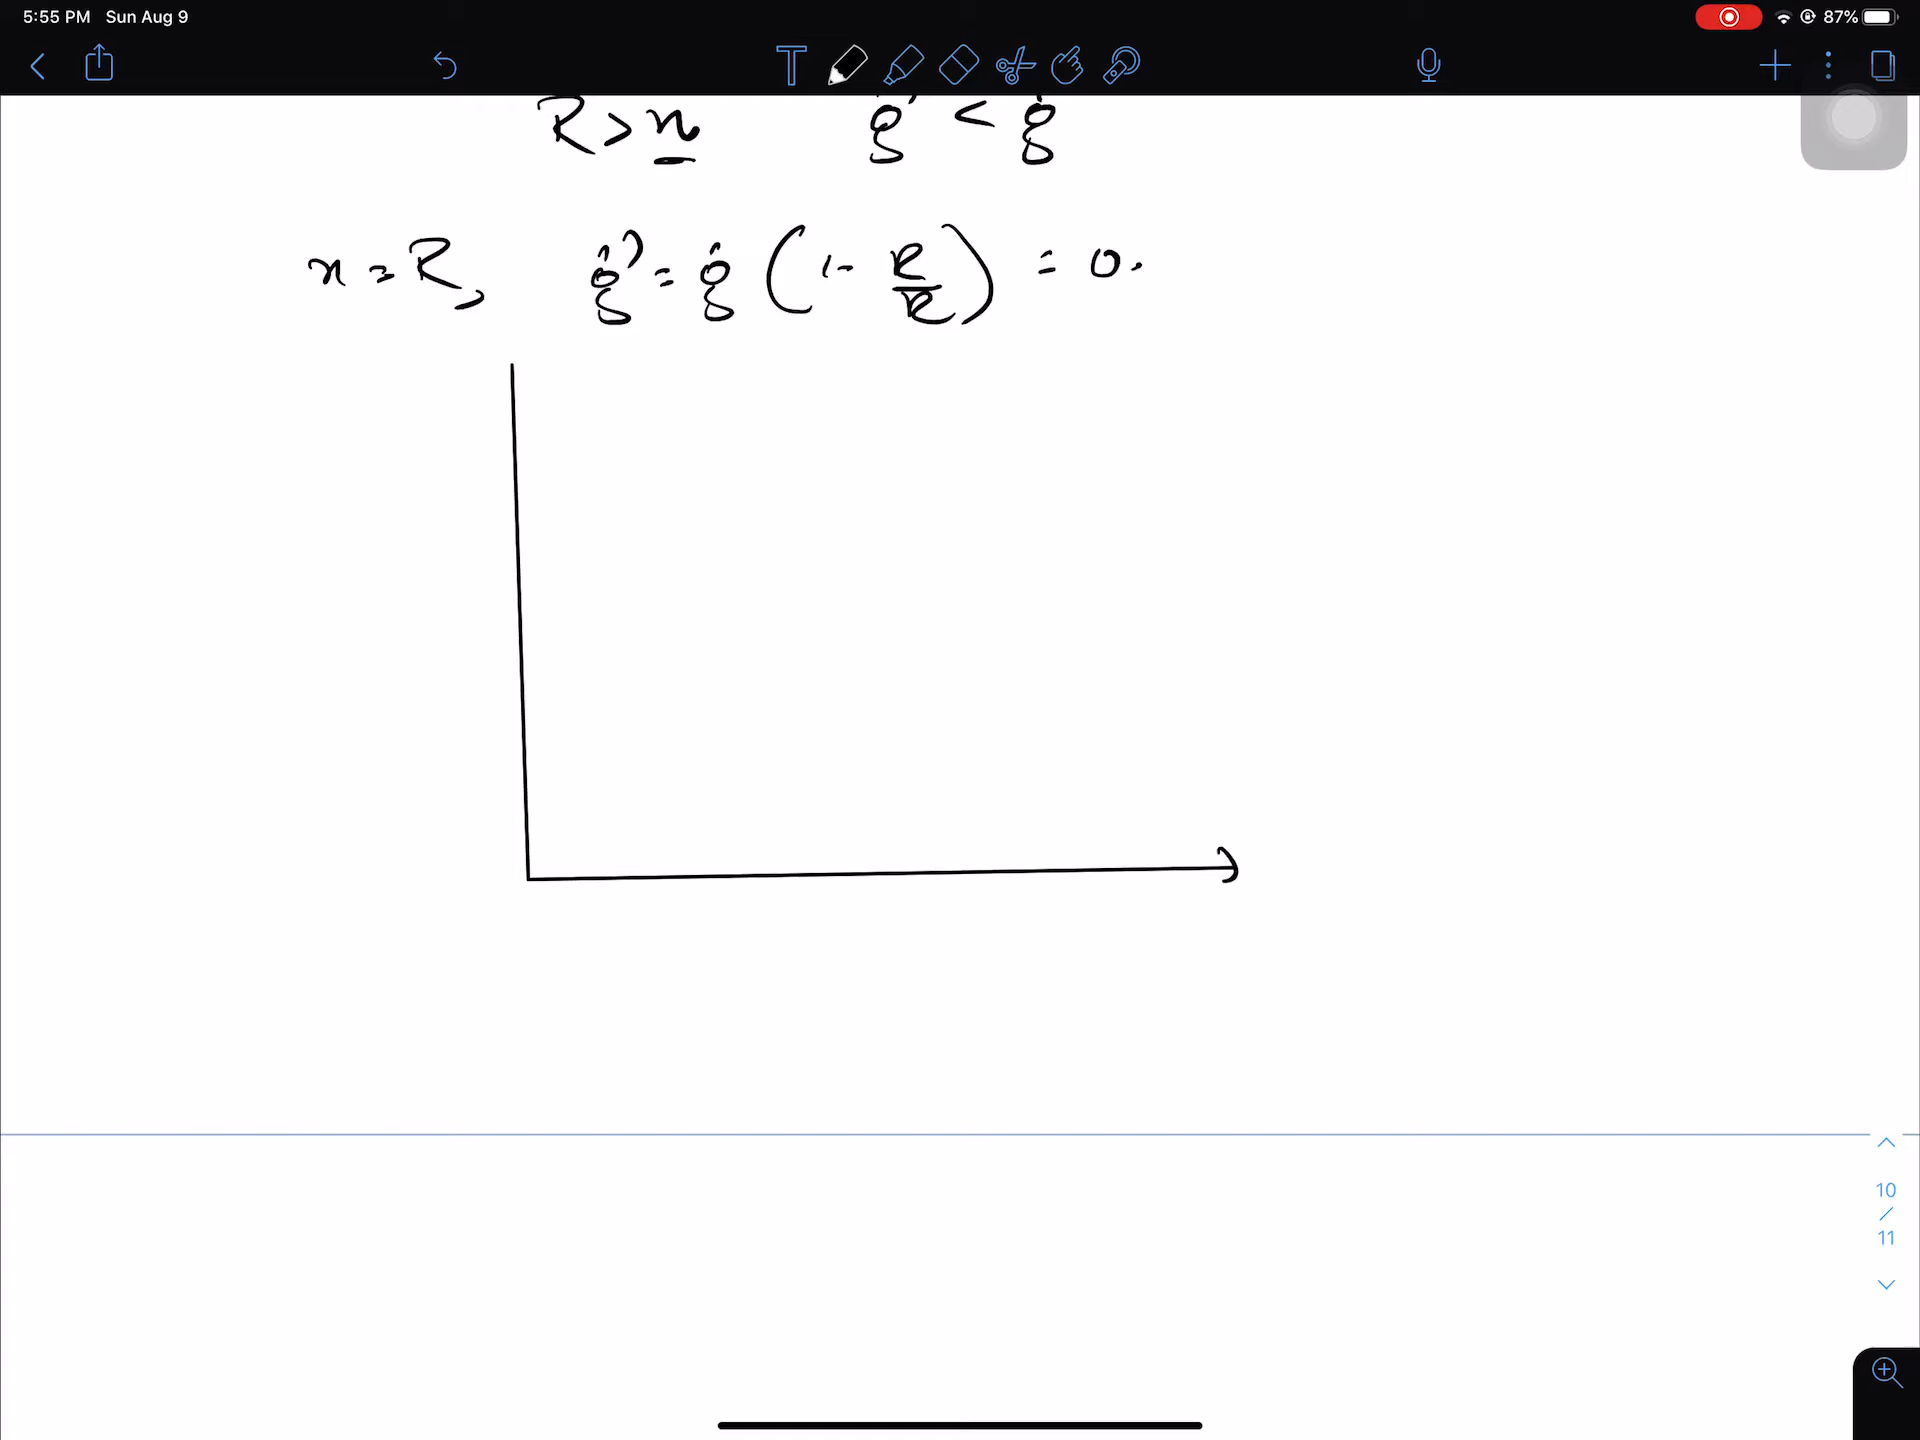 5:55 PM Sun Aug 9 87%
T
R > n g' < g
n = R, g' = g (1 - R/R) = 0.
10
/
11